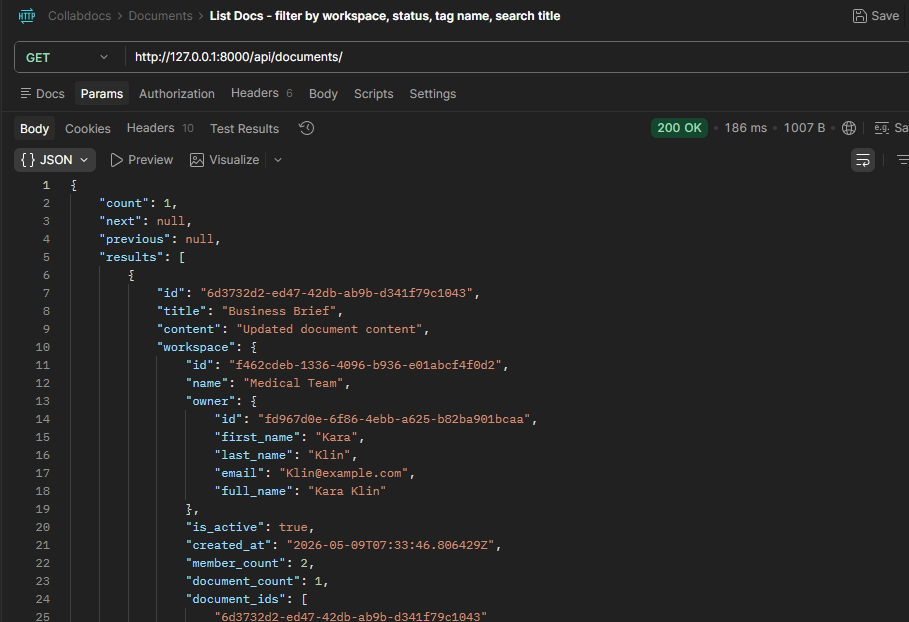 HTTP Collabdocs > Documents > List Docs - filter by workspace, status, tag name, search title Save
GET http://127.0.0.1:8000/api/documents/
Docs Params Authorization Headers 6 Body Scripts Settings
Body Cookies Headers 10 Test Results 200 OK • 186 ms • 1007 B • e.g. Sa
{} JSON Preview Visualize
1 {
2 "count": 1,
3 "next": null,
4 "previous": null,
5 "results": [
6 {
7 "id": "6d3732d2-ed47-42db-ab9b-d341f79c1043",
8 "title": "Business Brief",
9 "content": "Updated document content",
10 "workspace": {
11 "id": "f462cdeb-1336-4096-b936-e01abcf4f0d2",
12 "name": "Medical Team",
13 "owner": {
14 "id": "fd967d0e-6f86-4ebb-a625-b82ba901bcaa",
15 "first_name": "Kara",
16 "last_name": "Klin",
17 "email": "Klin@example.com",
18 "full_name": "Kara Klin"
19 },
20 "is_active": true,
21 "created_at": "2026-05-09T07:33:46.806429Z",
22 "member_count": 2,
23 "document_count": 1,
24 "document_ids": [
25 "6d3732d2-ed47-42db-ab9b-d341f79c1043"